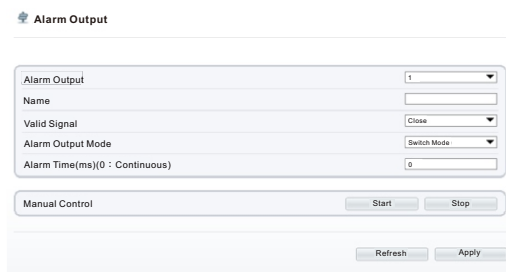 Alarm Output
Alarm Output 1
Name
Valid Signal Close
Alarm Output Mode Switch Mode
Alarm Time(ms)(0：Continuous) 0
Manual Control Start Stop
Refresh Apply